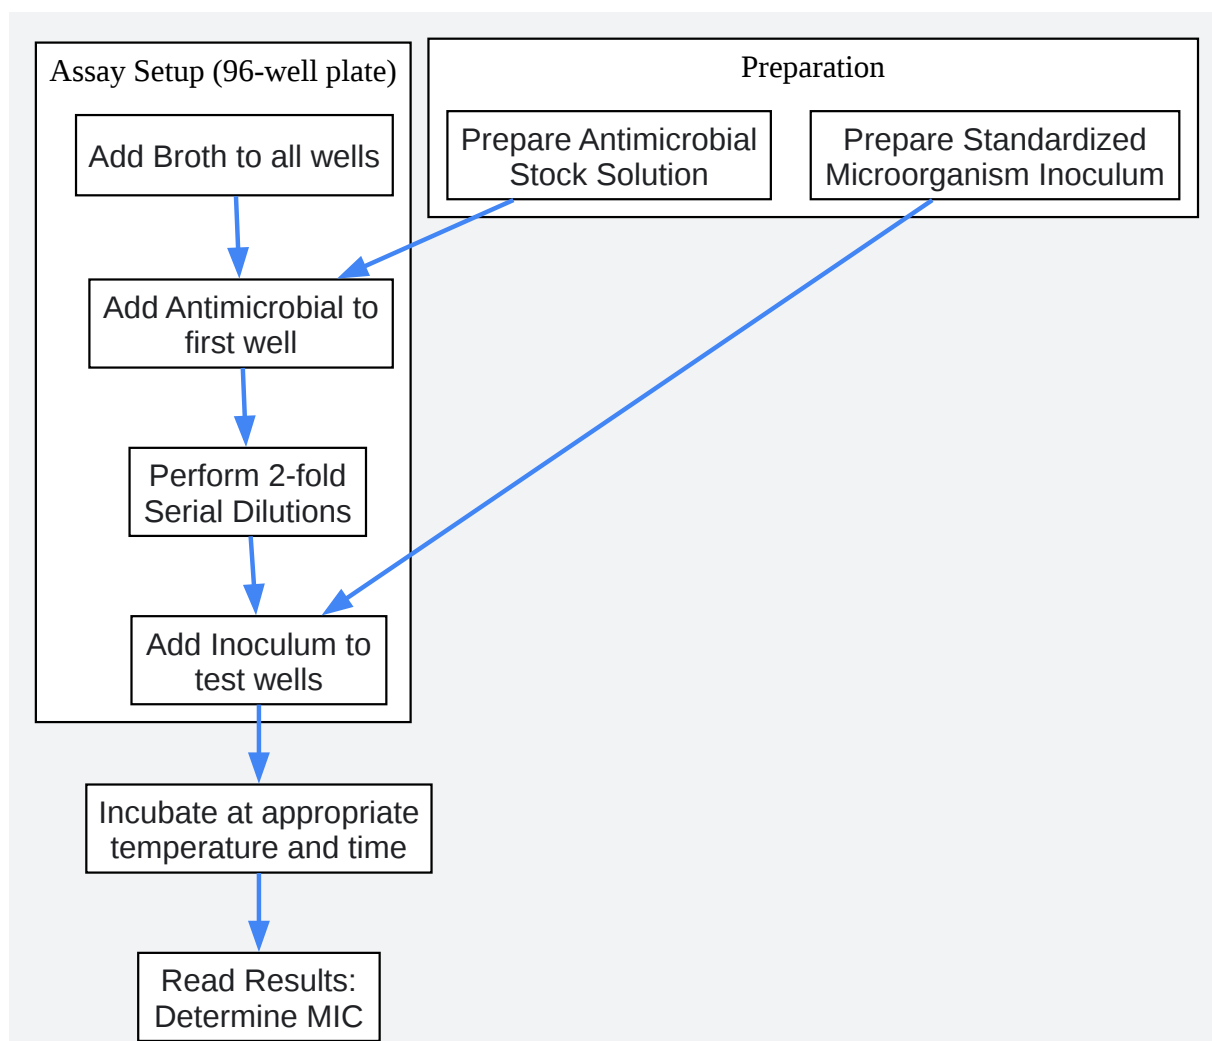 Assay Setup (96-well plate)
Add Broth to all wells
Preparation
Prepare Antimicrobial
Stock Solution
Prepare Standardized
Microorganism Inoculum
Add Antimicrobial to
first well
Perform 2-fold
Serial Dilutions
Add Inoculum to
test wells
Incubate at appropriate
temperature and time
Read Results:
Determine MIC